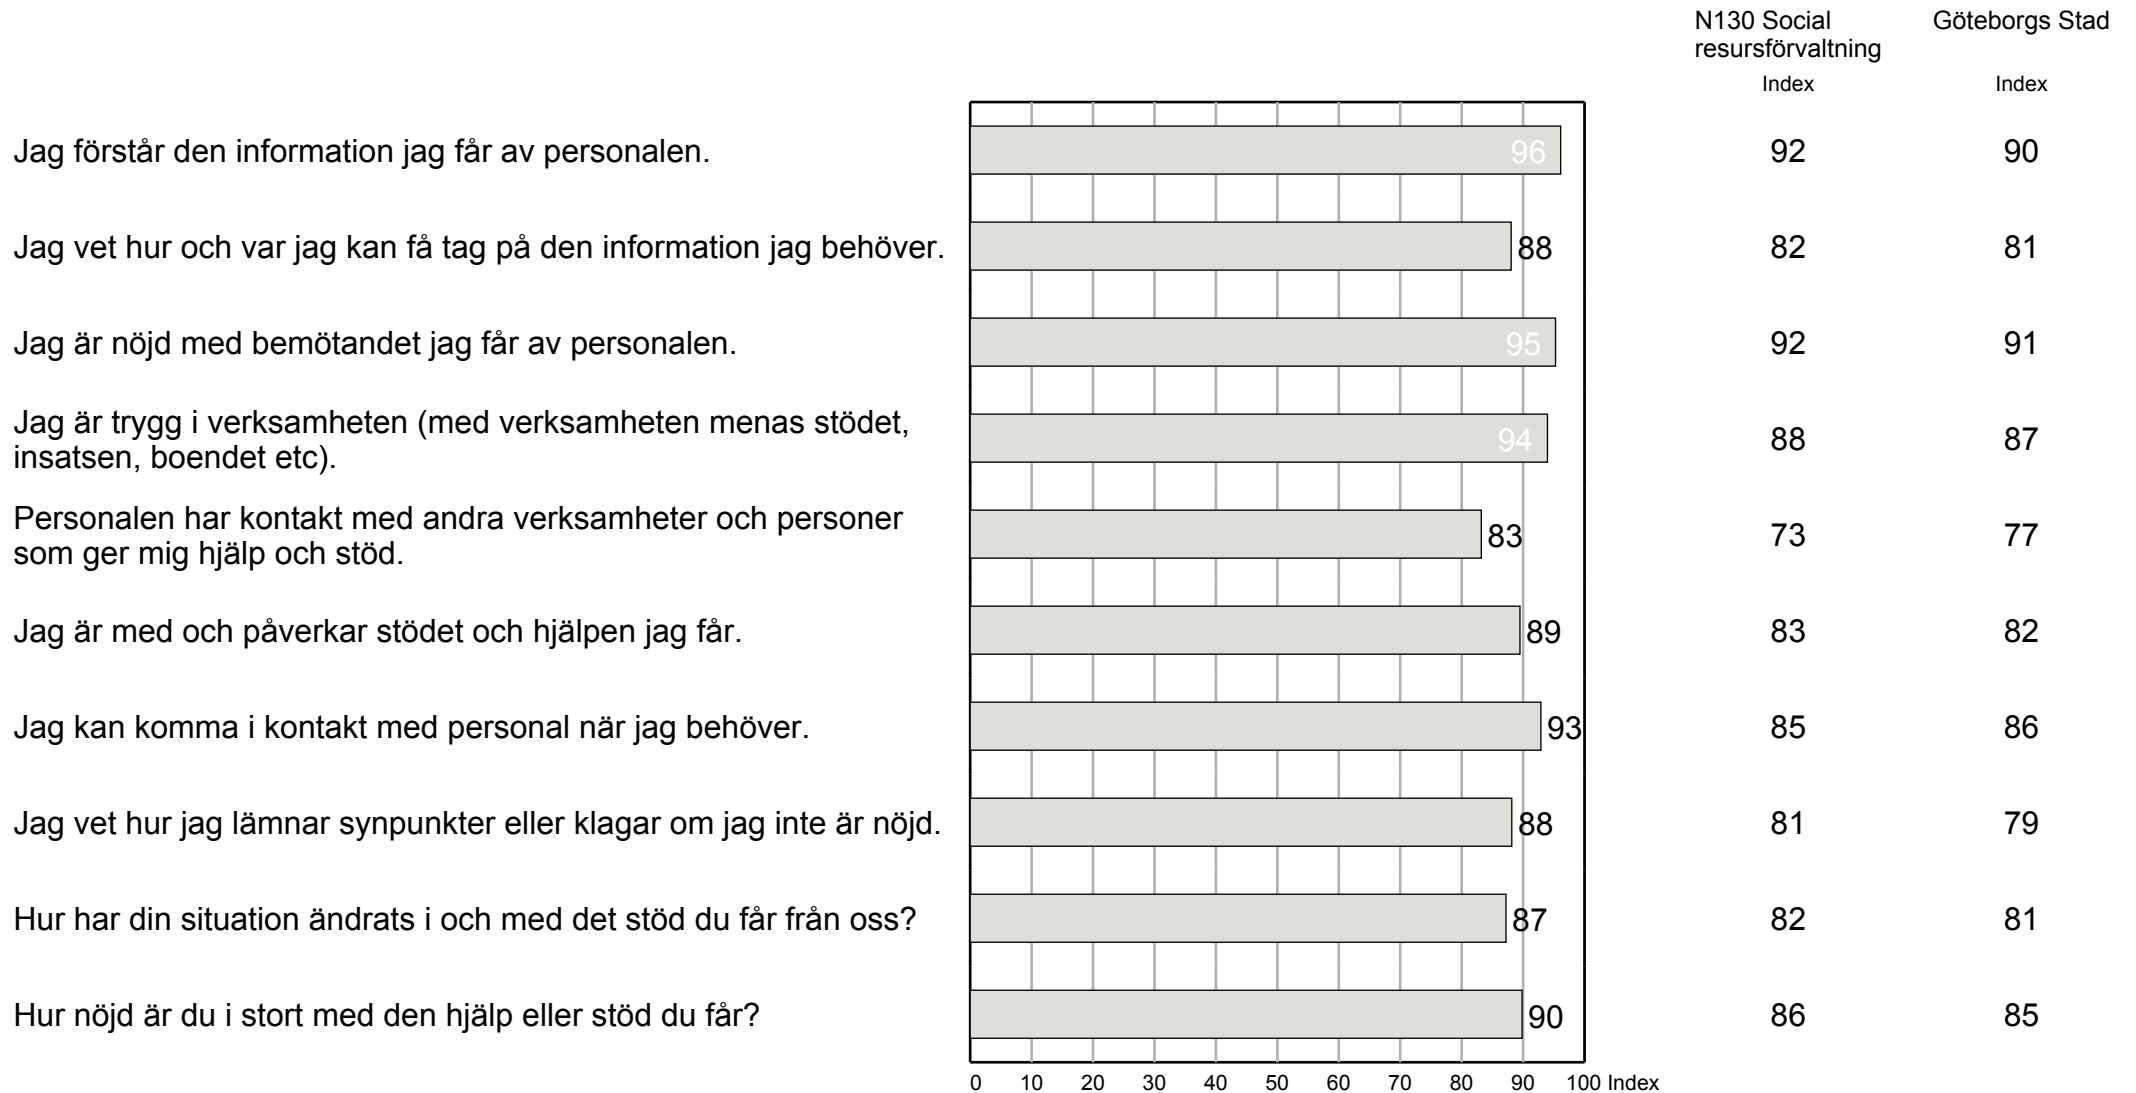 N130 Social Göteborgs Stad
resursförvaltning
Index Index
Jag förstår den information jag får av personalen. 96 92 90
Jag vet hur och var jag kan få tag på den information jag behöver. 88 82 81
Jag är nöjd med bemötandet jag får av personalen. 95 92 91
Jag är trygg i verksamheten (med verksamheten menas stödet,
insatsen, boendet etc). 94 88 87
Personalen har kontakt med andra verksamheter och personer
som ger mig hjälp och stöd. 83 73 77
Jag är med och påverkar stödet och hjälpen jag får. 89 83 82
Jag kan komma i kontakt med personal när jag behöver. 93 85 86
Jag vet hur jag lämnar synpunkter eller klagar om jag inte är nöjd. 88 81 79
Hur har din situation ändrats i och med det stöd du får från oss? 87 82 81
Hur nöjd är du i stort med den hjälp eller stöd du får? 90 86 85
0 10 20 30 40 50 60 70 80 90 100 Index